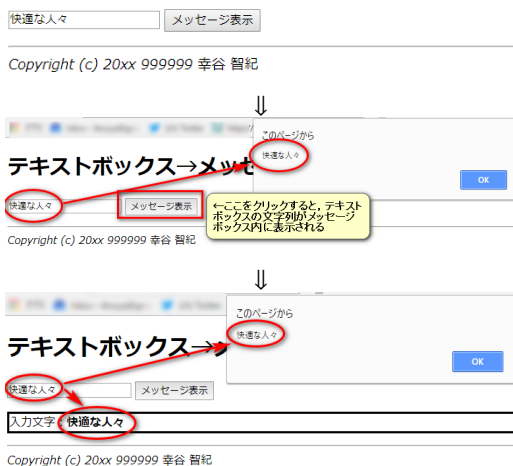 快適な人々 メッセージ表示
Copyright (c) 20xx 999999 幸谷 智紀
⇓
このページから
快適な人々
OK
テキストボックス→メッセ
快適な人々 メッセージ表示
←ここをクリックすると，テキスト
ボックスの文字列がメッセージ
ボックス内に表示される
Copyright (c) 20xx 999999 幸谷 智紀
⇓
このページから
快適な人々
OK
テキストボックス→
快適な人々 メッセージ表示
入力文字: 快適な人々
Copyright (c) 20xx 999999 幸谷 智紀